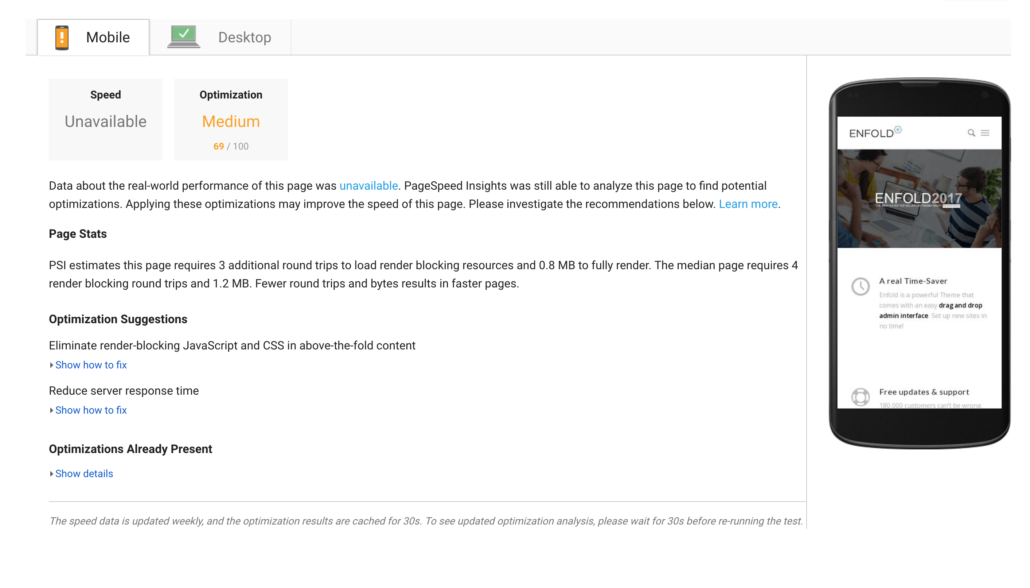 Mobile
Desktop
Speed
Unavailable
Optimization
Medium
69 / 100
Data about the real-world performance of this page was unavailable. PageSpeed Insights was still able to analyze this page to find potential
optimizations. Applying these optimizations may improve the speed of this page. Please investigate the recommendations below. Learn more.
Page Stats
PSI estimates this page requires 3 additional round trips to load render blocking resources and 0.8 MB to fully render. The median page requires 4
render blocking round trips and 1.2 MB. Fewer round trips and bytes results in faster pages.
Optimization Suggestions
Eliminate render-blocking JavaScript and CSS in above-the-fold content
Show how to fix
Reduce server response time
Show how to fix
Optimizations Already Present
Show details
The speed data is updated weekly, and the optimization results are cached for 30s. To see updated optimization analysis, please wait for 30s before re-running the test.
ENFOLD
ENFOLD2017
A real Time-Saver
Enfold is a powerful Theme that
comes with an easy drag and drop
admin interface. Set up new sites in
no time!
Free updates & support
180.000 customers can't be wrong.